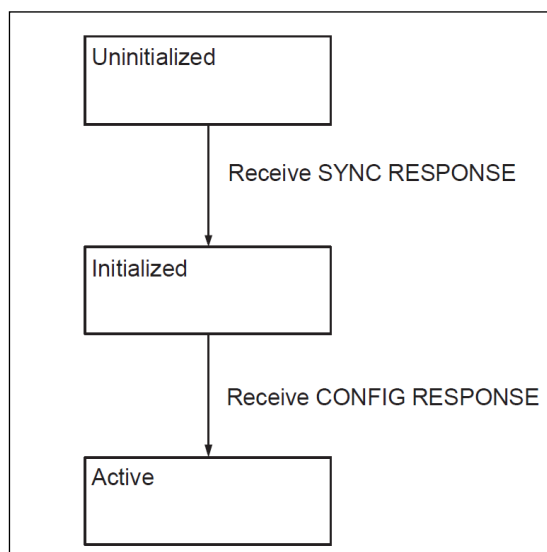 Uninitialized
Receive SYNC RESPONSE
Initialized
Receive CONFIG RESPONSE
Active